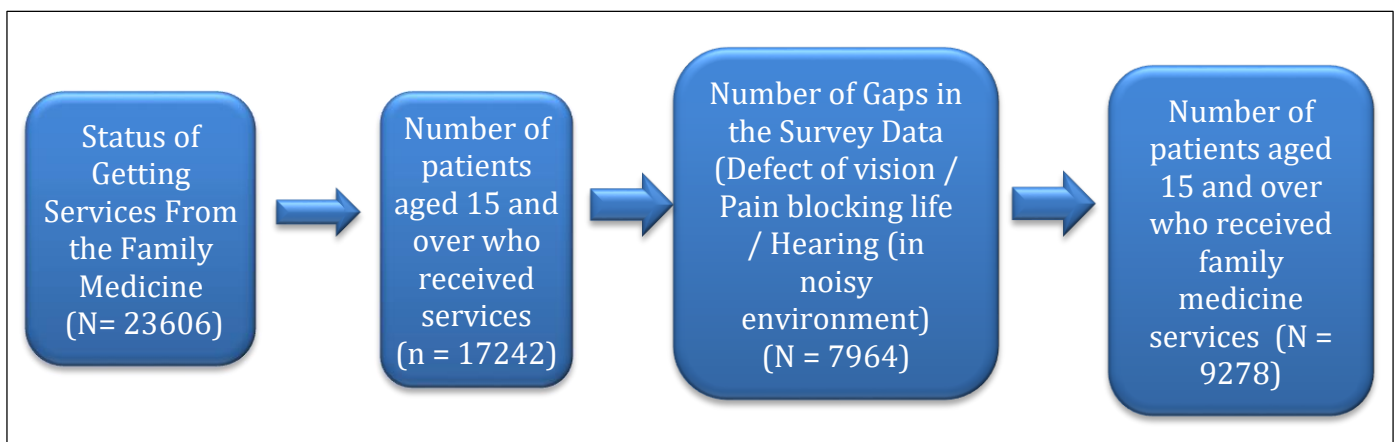 Status of
Getting
Services From
the Family
Medicine
(N= 23606)
Number of
patients
aged 15 and
over who
received
services
(n = 17242)
Number of Gaps in
the Survey Data
(Defect of vision /
Pain blocking life
/ Hearing (in
noisy
environment)
(N = 7964)
Number of
patients aged
15 and over
who received
family
medicine
services (N =
9278)